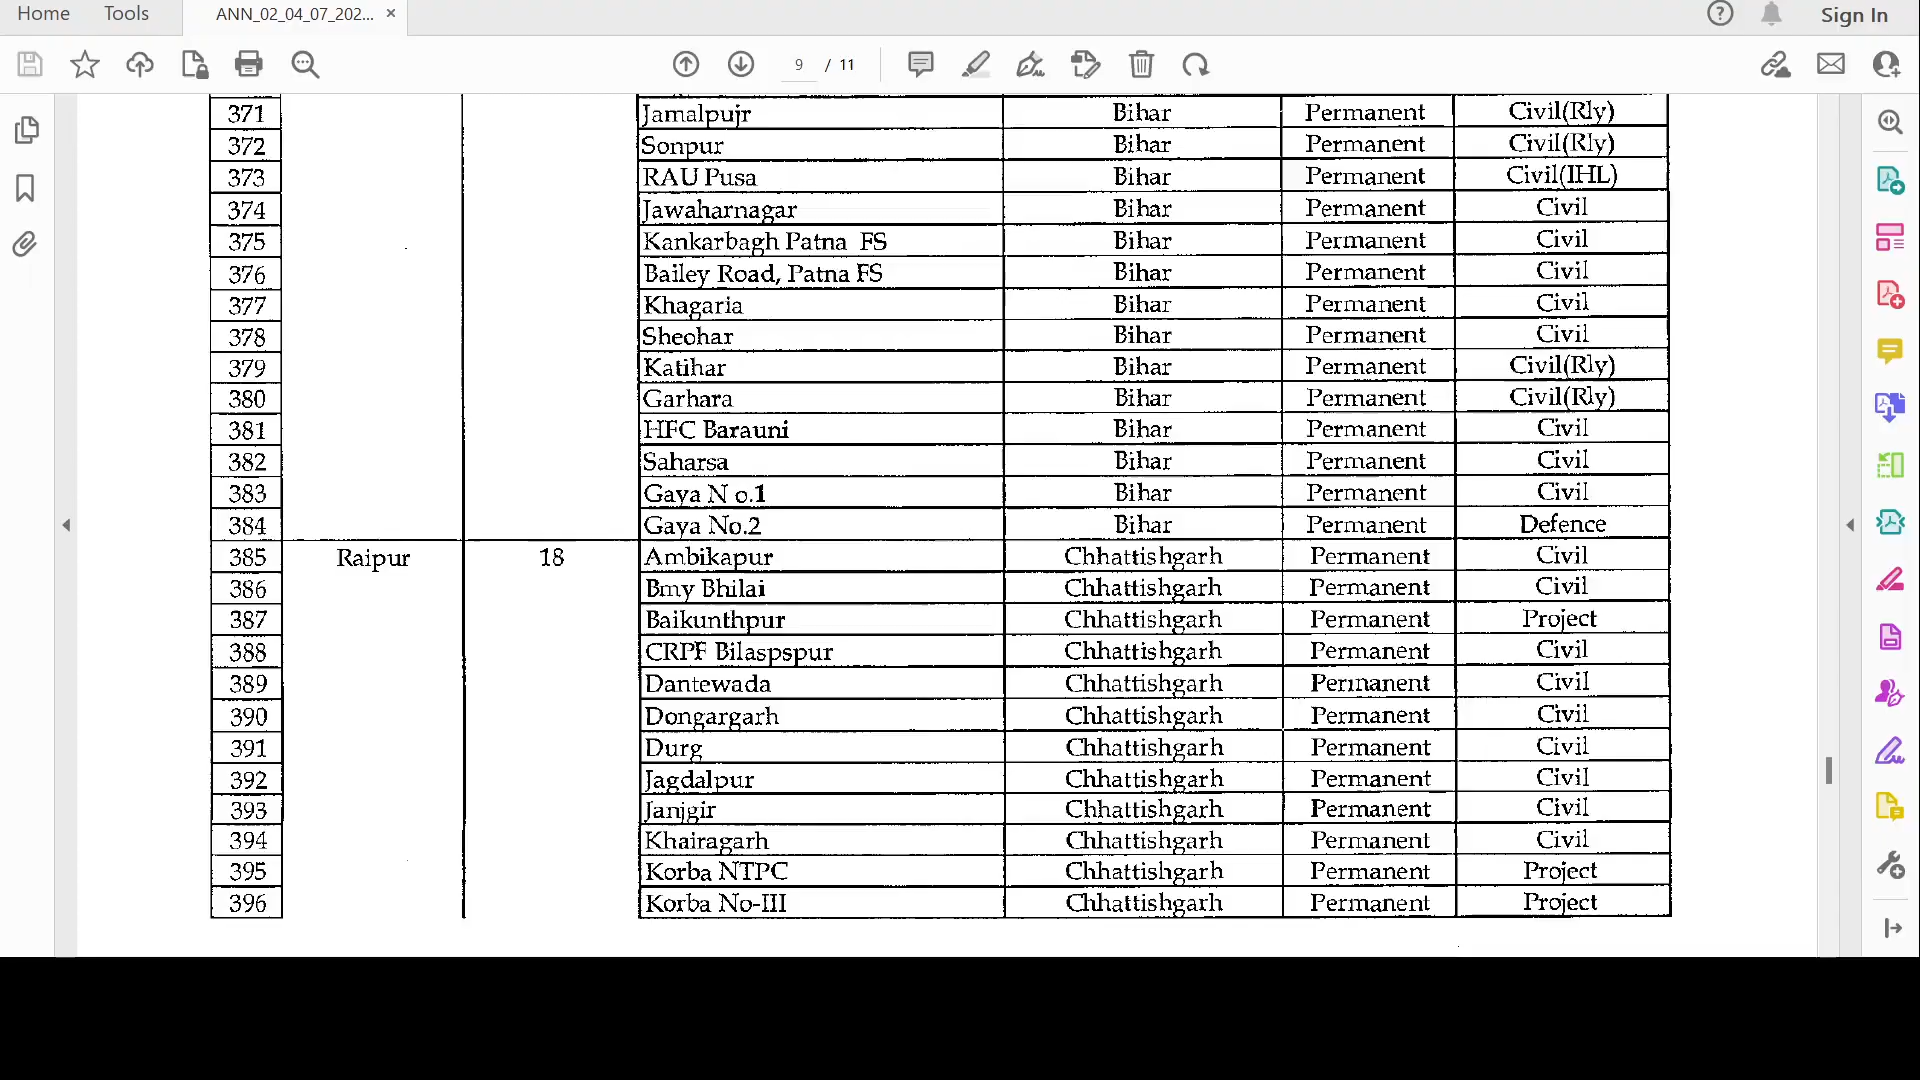 Home Tools ANN_02_04_07_202... × Sign In
9 / 11
371 Jamalpujr Bihar Permanent Civil(Rly)
372 Sonpur Bihar Permanent Civil(Rly)
373 RAU Pusa Bihar Permanent Civil(IHL)
374 Jawaharnagar Bihar Permanent Civil
375 Kankarbagh Patna FS Bihar Permanent Civil
376 Bailey Road, Patna FS Bihar Permanent Civil
377 Khagaria Bihar Permanent Civil
378 Sheohar Bihar Permanent Civil
379 Katihar Bihar Permanent Civil(Rly)
380 Garhara Bihar Permanent Civil(Rly)
381 HFC Barauni Bihar Permanent Civil
382 Saharsa Bihar Permanent Civil
383 Gaya N o.1 Bihar Permanent Civil
384 Gaya No.2 Bihar Permanent Defence
385 Raipur 18 Ambikapur Chhattishgarh Permanent Civil
386 Bmy Bhilai Chhattishgarh Permanent Civil
387 Baikunthpur Chhattishgarh Permanent Project
388 CRPF Bilaspspur Chhattishgarh Permanent Civil
389 Dantewada Chhattishgarh Permanent Civil
390 Dongargarh Chhattishgarh Permanent Civil
391 Durg Chhattishgarh Permanent Civil
392 Jagdalpur Chhattishgarh Permanent Civil
393 Janjgir Chhattishgarh Permanent Civil
394 Khairagarh Chhattishgarh Permanent Civil
395 Korba NTPC Chhattishgarh Permanent Project
396 Korba No-III Chhattishgarh Permanent Project